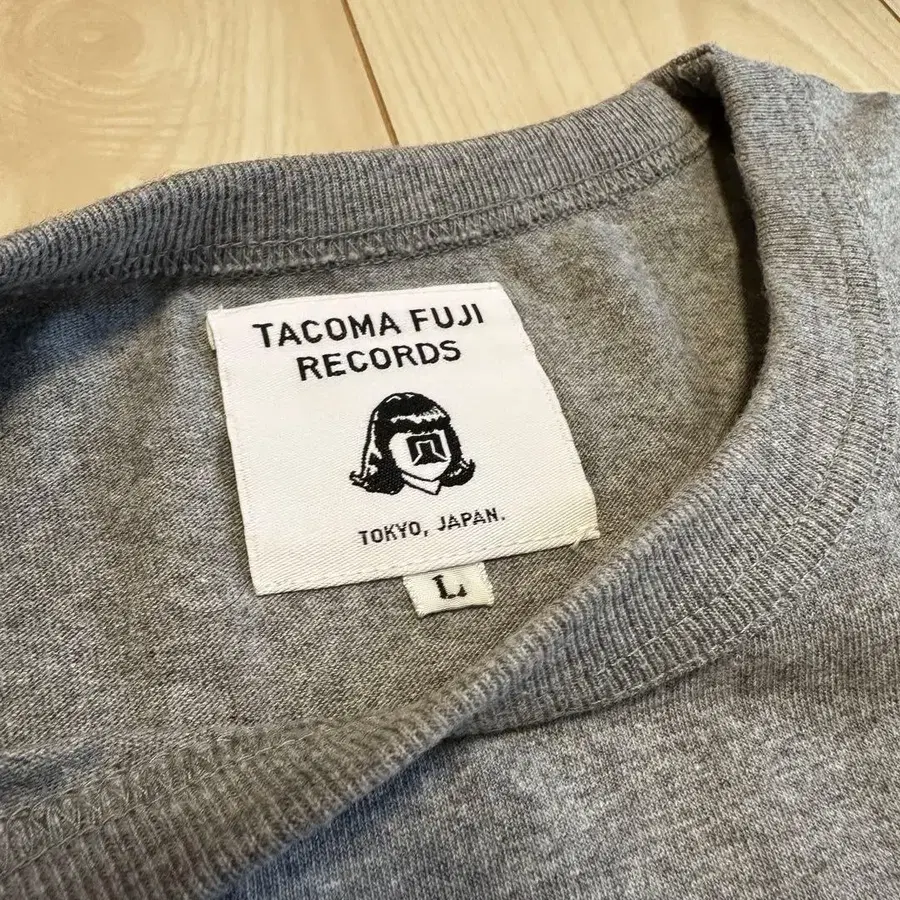 TACOMA FUJI
RECORDS
TOKYO, JAPAN.
L